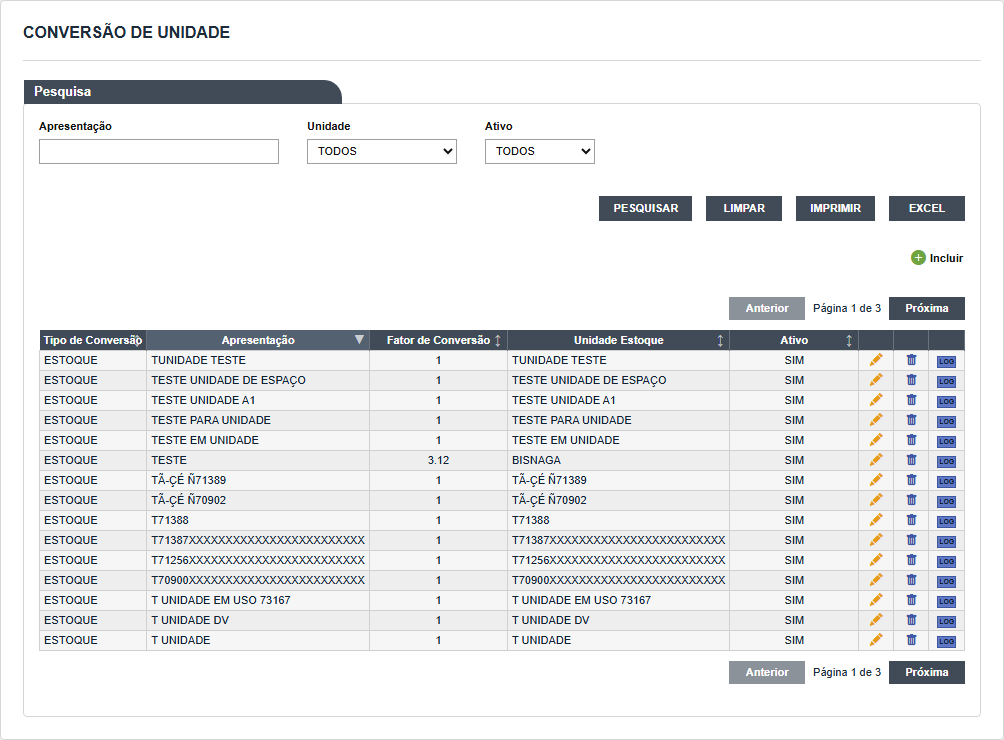 CONVERSÃO DE UNIDADE
Pesquisa
Apresentação Unidade Ativo
TODOS TODOS
PESQUISAR LIMPAR IMPRIMIR EXCEL
Incluir
Anterior Página 1 de 3 Próxima
Tipo de Conversão Apresentação Fator de Conversão Unidade Estoque Ativo
ESTOQUE TUNIDADE TESTE 1 TUNIDADE TESTE SIM LOG
ESTOQUE TESTE UNIDADE DE ESPAÇO 1 TESTE UNIDADE DE ESPAÇO SIM LOG
ESTOQUE TESTE UNIDADE A1 1 TESTE UNIDADE A1 SIM LOG
ESTOQUE TESTE PARA UNIDADE 1 TESTE PARA UNIDADE SIM LOG
ESTOQUE TESTE EM UNIDADE 1 TESTE EM UNIDADE SIM LOG
ESTOQUE TESTE 3.12 BISNAGA SIM LOG
ESTOQUE TÃ-ÇÉ Ñ71389 1 TÃ-ÇÉ Ñ71389 SIM LOG
ESTOQUE TÃ-ÇÉ Ñ70902 1 TÃ-ÇÉ Ñ70902 SIM LOG
ESTOQUE T71388 1 T71388 SIM LOG
ESTOQUE T71387XXXXXXXXXXXXXXXXXXXXXXXX 1 T71387XXXXXXXXXXXXXXXXXXXXXXXX SIM LOG
ESTOQUE T71256XXXXXXXXXXXXXXXXXXXXXXXX 1 T71256XXXXXXXXXXXXXXXXXXXXXXXX SIM LOG
ESTOQUE T70900XXXXXXXXXXXXXXXXXXXXXXXX 1 T70900XXXXXXXXXXXXXXXXXXXXXXXX SIM LOG
ESTOQUE T UNIDADE EM USO 73167 1 T UNIDADE EM USO 73167 SIM LOG
ESTOQUE T UNIDADE DV 1 T UNIDADE DV SIM LOG
ESTOQUE T UNIDADE 1 T UNIDADE SIM LOG
Anterior Página 1 de 3 Próxima